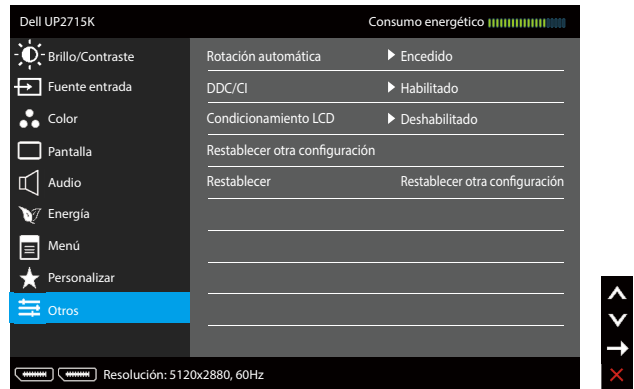 Dell UP2715K Consumo energético
Brillo/Contraste Rotación automática Encedido
Fuente entrada DDC/CI Habilitado
Color Condicionamiento LCD Deshabilitado
Pantalla Restablecer otra configuración
Audio Restablecer Restablecer otra configuración
Energía
Menú
Personalizar
Otros
Resolución: 5120x2880, 60Hz